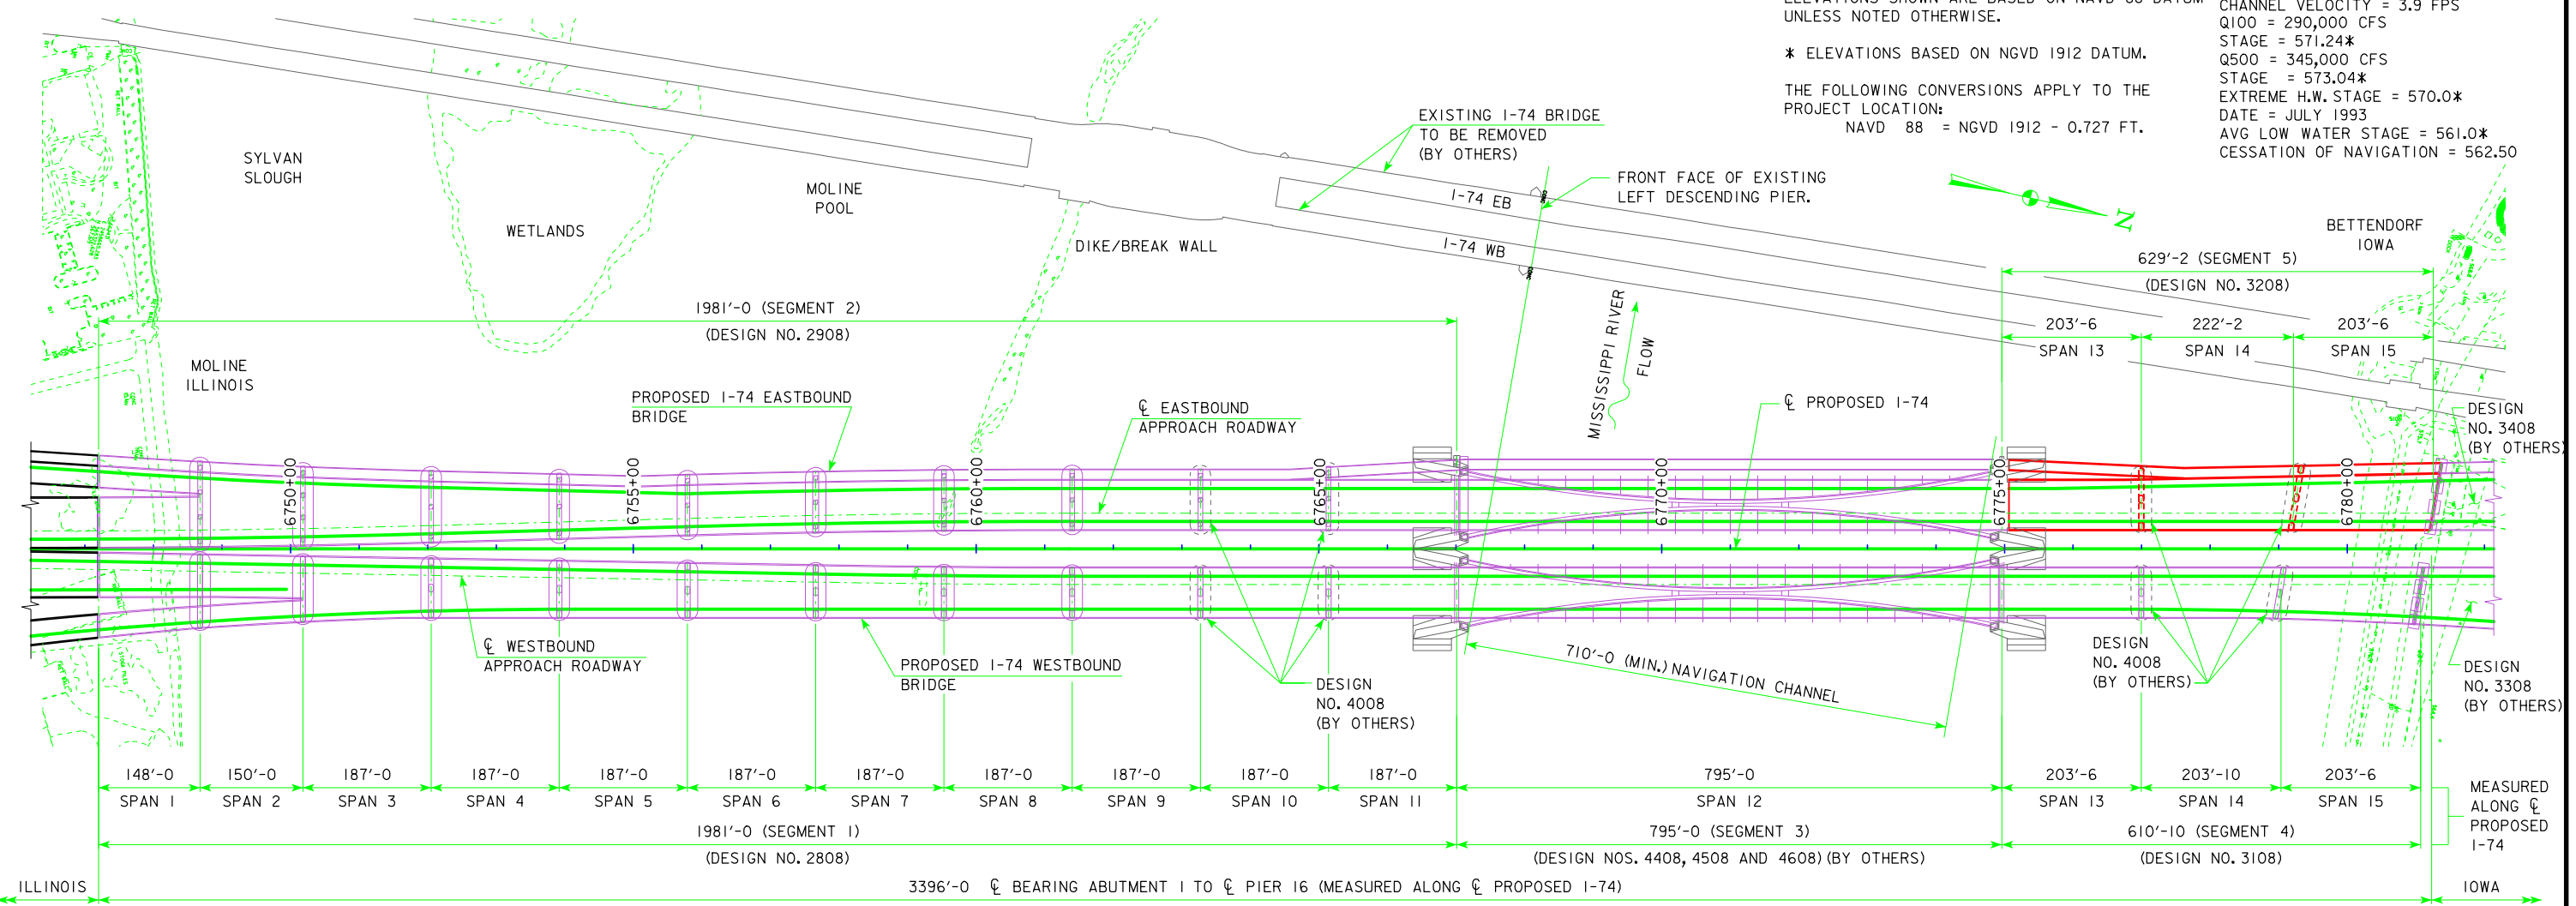 ELEVATIONS SHOWN ARE BASED ON NAVD 88 DATUM
UNLESS NOTED OTHERWISE.
* ELEVATIONS BASED ON NGVD 1912 DATUM.
THE FOLLOWING CONVERSIONS APPLY TO THE
PROJECT LOCATION:
NAVD 88 = NGVD 1912 - 0.727 FT.
CHANNEL VELOCITY = 3.9 FPS
Q100 = 290,000 CFS
STAGE = 571.24*
Q500 = 345,000 CFS
STAGE = 573.04*
EXTREME H.W. STAGE = 570.0*
DATE = JULY 1993
AVG LOW WATER STAGE = 561.0*
CESSATION OF NAVIGATION = 562.50
SYLVAN
SLOUGH
WETLANDS
MOLINE
POOL
DIKE/BREAK WALL
EXISTING I-74 BRIDGE
TO BE REMOVED
(BY OTHERS)
FRONT FACE OF EXISTING
LEFT DESCENDING PIER.
I-74 EB
I-74 WB
N
BETTENDORF
IOWA
629'-2 (SEGMENT 5)
(DESIGN NO. 3208)
203'-6
222'-2
203'-6
SPAN 13
SPAN 14
SPAN 15
1981'-0 (SEGMENT 2)
(DESIGN NO. 2908)
MOLINE
ILLINOIS
MISSISSIPPI RIVER
FLOW
PROPOSED I-74 EASTBOUND
BRIDGE
℄ EASTBOUND
APPROACH ROADWAY
℄ PROPOSED I-74
DESIGN
NO. 3408
(BY OTHERS)
6750+00
6755+00
6760+00
6765+00
6770+00
6775+00
6780+00
℄ WESTBOUND
APPROACH ROADWAY
PROPOSED I-74 WESTBOUND
BRIDGE
DESIGN
NO. 4008
(BY OTHERS)
710'-0 (MIN.) NAVIGATION CHANNEL
DESIGN
NO. 4008
(BY OTHERS)
DESIGN
NO. 3308
(BY OTHERS)
148'-0
150'-0
187'-0
187'-0
187'-0
187'-0
187'-0
187'-0
187'-0
187'-0
187'-0
795'-0
203'-6
203'-10
203'-6
SPAN 1
SPAN 2
SPAN 3
SPAN 4
SPAN 5
SPAN 6
SPAN 7
SPAN 8
SPAN 9
SPAN 10
SPAN 11
SPAN 12
SPAN 13
SPAN 14
SPAN 15
MEASURED
ALONG ℄
PROPOSED
I-74
1981'-0 (SEGMENT 1)
(DESIGN NO. 2808)
795'-0 (SEGMENT 3)
(DESIGN NOS. 4408, 4508 AND 4608) (BY OTHERS)
610'-10 (SEGMENT 4)
(DESIGN NO. 3108)
ILLINOIS
3396'-0 ℄ BEARING ABUTMENT 1 TO ℄ PIER 16 (MEASURED ALONG ℄ PROPOSED I-74)
IOWA